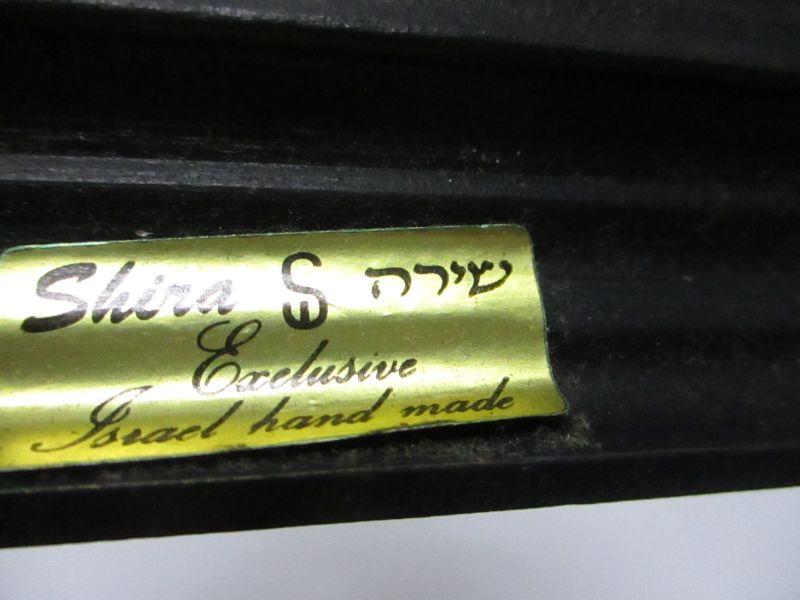 Shira שירה
Exclusive
Israel hand made